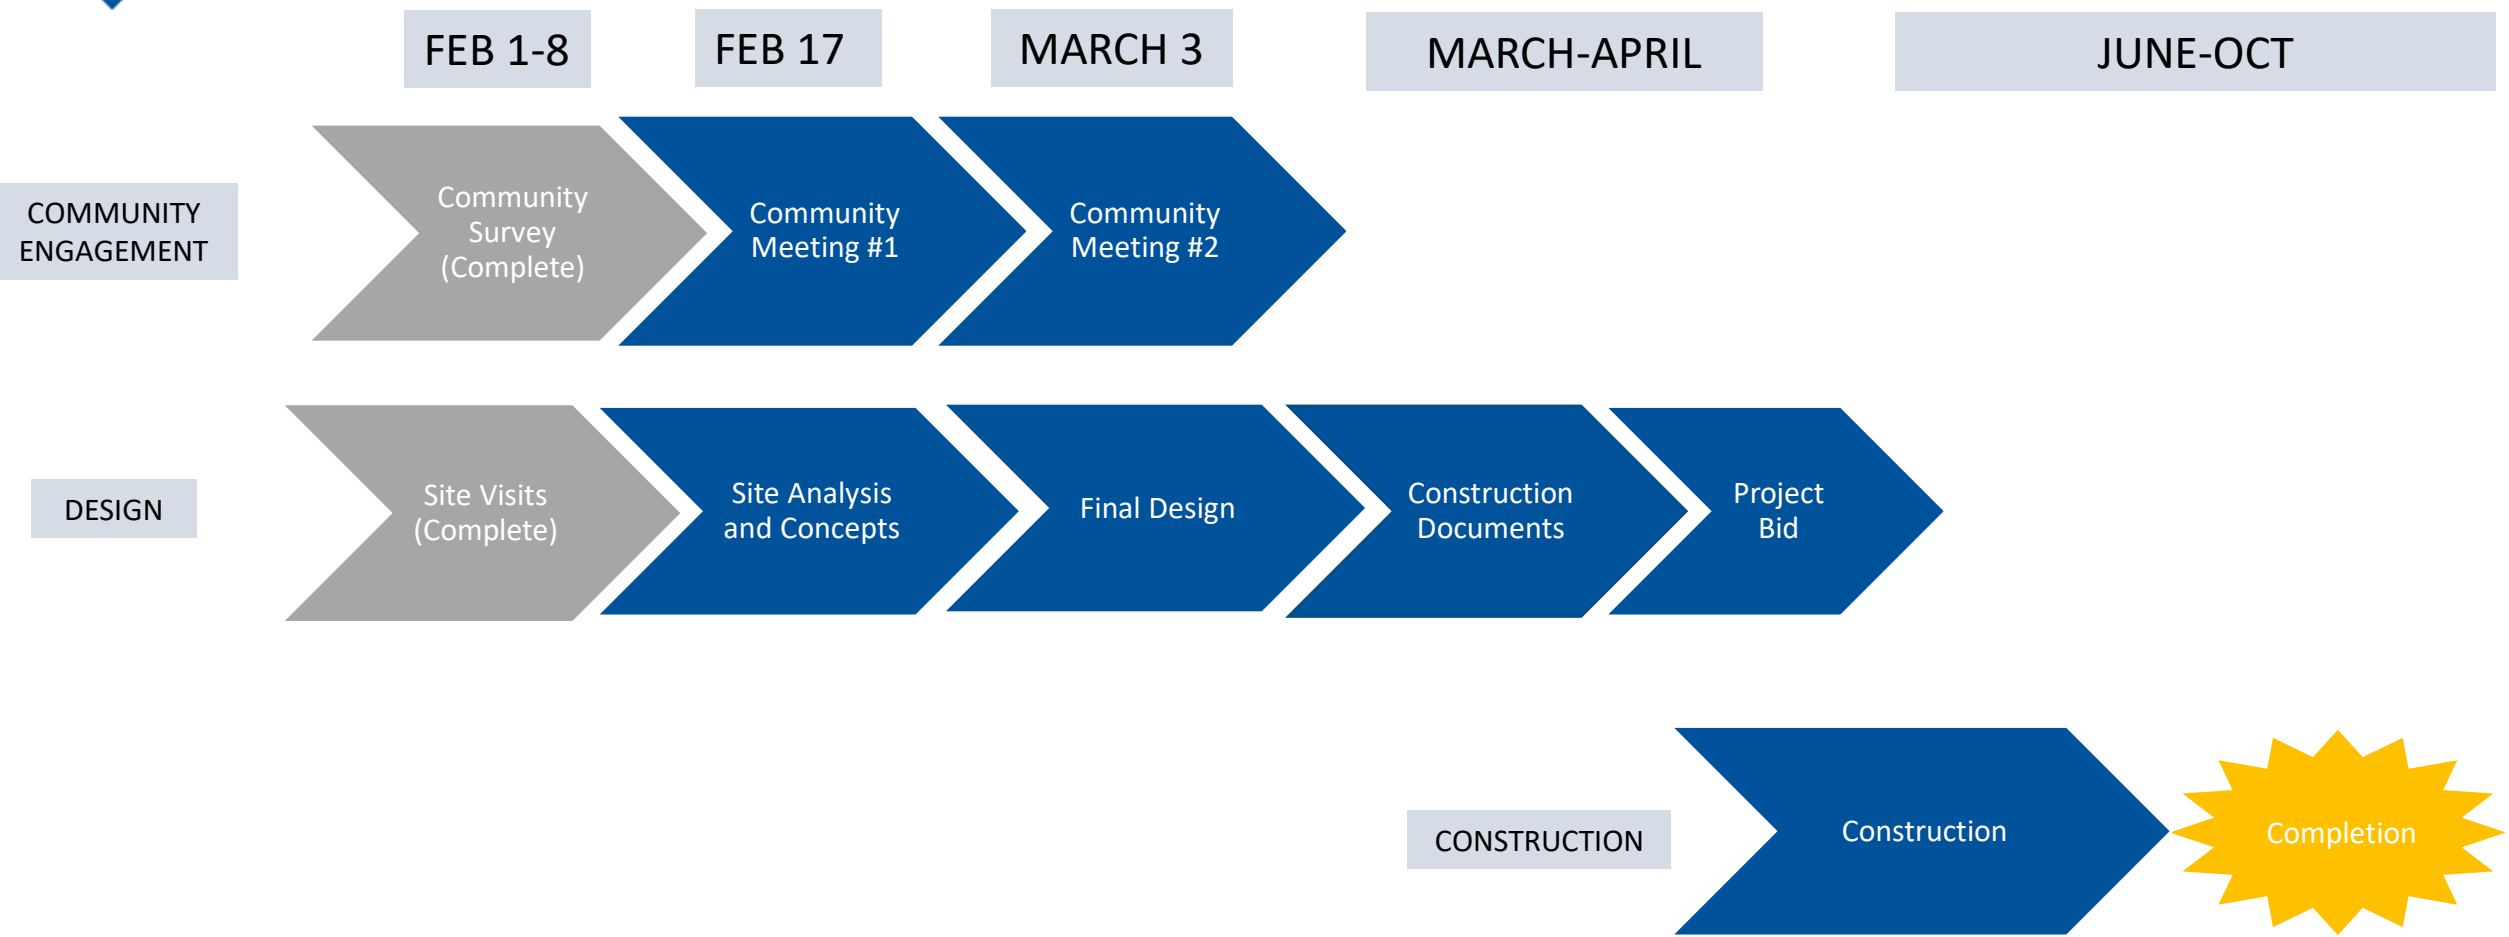 FEB 1-8
FEB 17
MARCH 3
MARCH-APRIL
JUNE-OCT
COMMUNITY
ENGAGEMENT
Community
Survey
(Complete)
Community
Meeting #1
Community
Meeting #2
DESIGN
Site Visits
(Complete)
Site Analysis
and Concepts
Final Design
Construction
Documents
Project
Bid
CONSTRUCTION
Construction
Completion